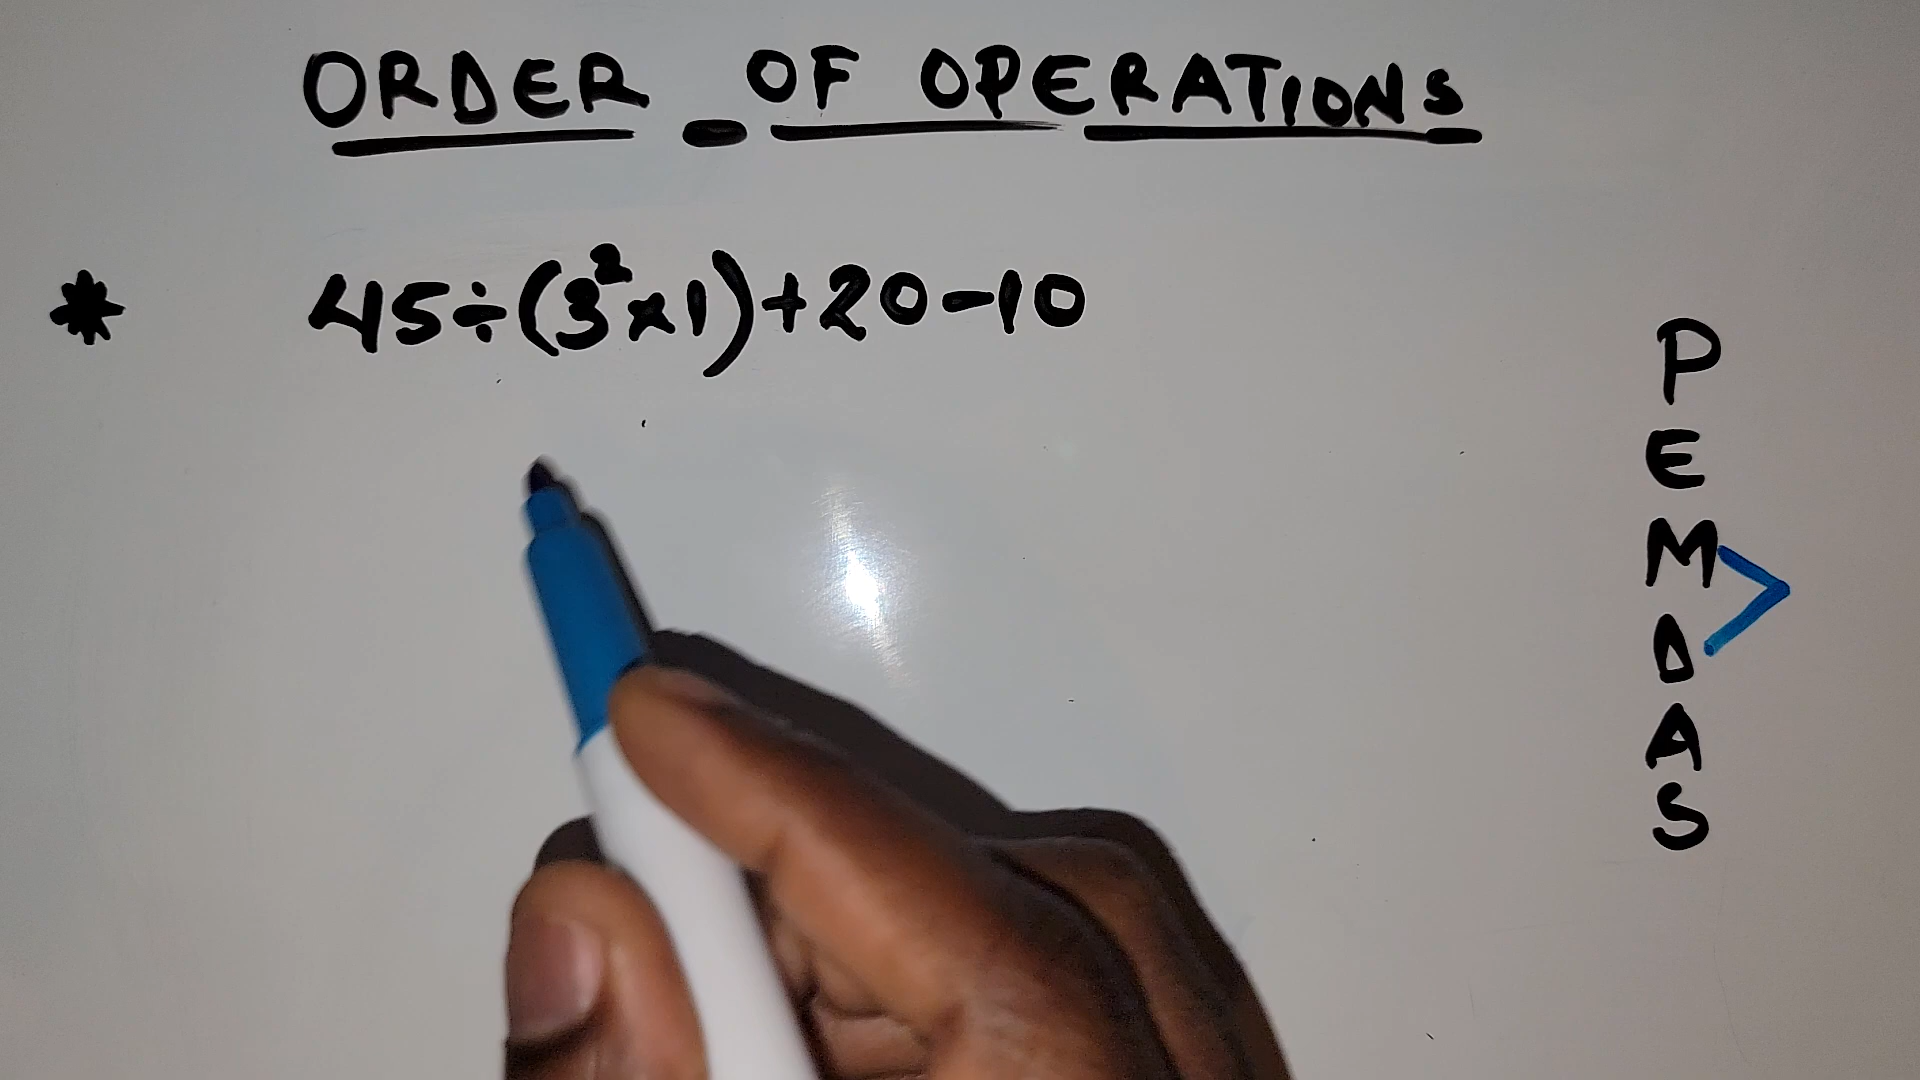 ORDER OF OPERATIONS
* 45÷(3²×1)+20-10
P
E
M
D
A
S